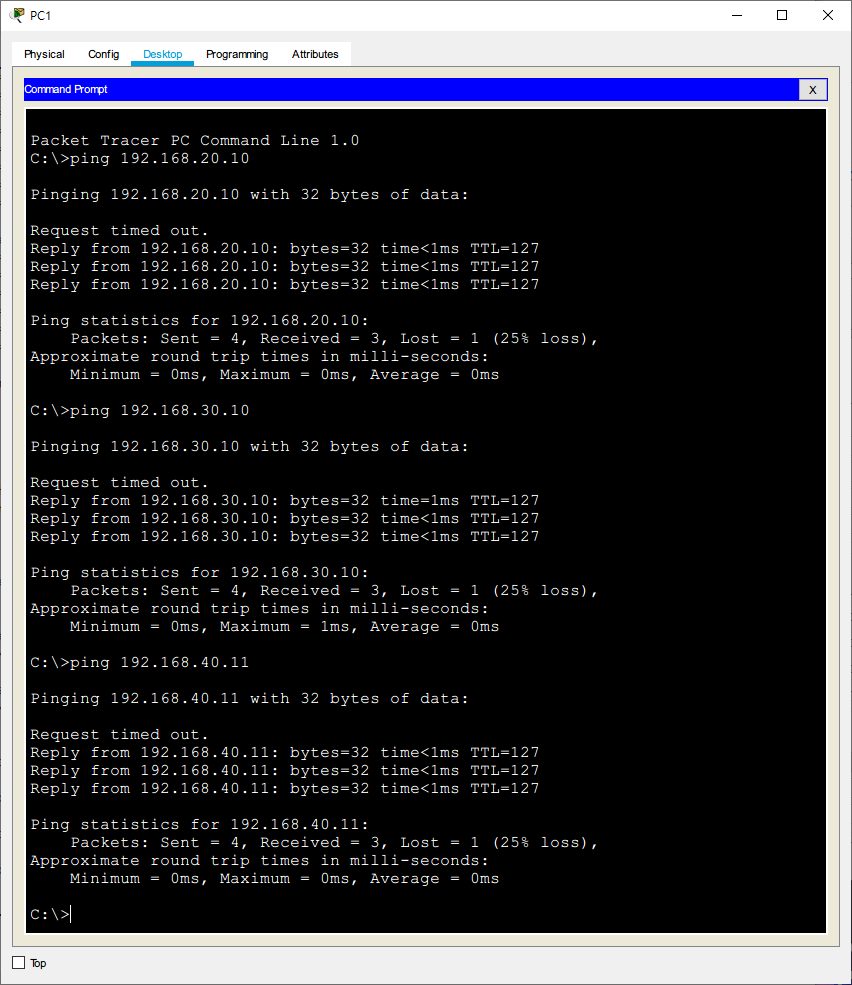 PC1
Physical Config Desktop Programming Attributes
Command Prompt X
Packet Tracer PC Command Line 1.0
C:\>ping 192.168.20.10
Pinging 192.168.20.10 with 32 bytes of data:
Request timed out.
Reply from 192.168.20.10: bytes=32 time<1ms TTL=127
Reply from 192.168.20.10: bytes=32 time<1ms TTL=127
Reply from 192.168.20.10: bytes=32 time<1ms TTL=127
Ping statistics for 192.168.20.10:
    Packets: Sent = 4, Received = 3, Lost = 1 (25% loss),
Approximate round trip times in milli-seconds:
    Minimum = 0ms, Maximum = 0ms, Average = 0ms
C:\>ping 192.168.30.10
Pinging 192.168.30.10 with 32 bytes of data:
Request timed out.
Reply from 192.168.30.10: bytes=32 time=1ms TTL=127
Reply from 192.168.30.10: bytes=32 time<1ms TTL=127
Reply from 192.168.30.10: bytes=32 time<1ms TTL=127
Ping statistics for 192.168.30.10:
    Packets: Sent = 4, Received = 3, Lost = 1 (25% loss),
Approximate round trip times in milli-seconds:
    Minimum = 0ms, Maximum = 1ms, Average = 0ms
C:\>ping 192.168.40.11
Pinging 192.168.40.11 with 32 bytes of data:
Request timed out.
Reply from 192.168.40.11: bytes=32 time<1ms TTL=127
Reply from 192.168.40.11: bytes=32 time<1ms TTL=127
Reply from 192.168.40.11: bytes=32 time<1ms TTL=127
Ping statistics for 192.168.40.11:
    Packets: Sent = 4, Received = 3, Lost = 1 (25% loss),
Approximate round trip times in milli-seconds:
    Minimum = 0ms, Maximum = 0ms, Average = 0ms
C:\>
Top